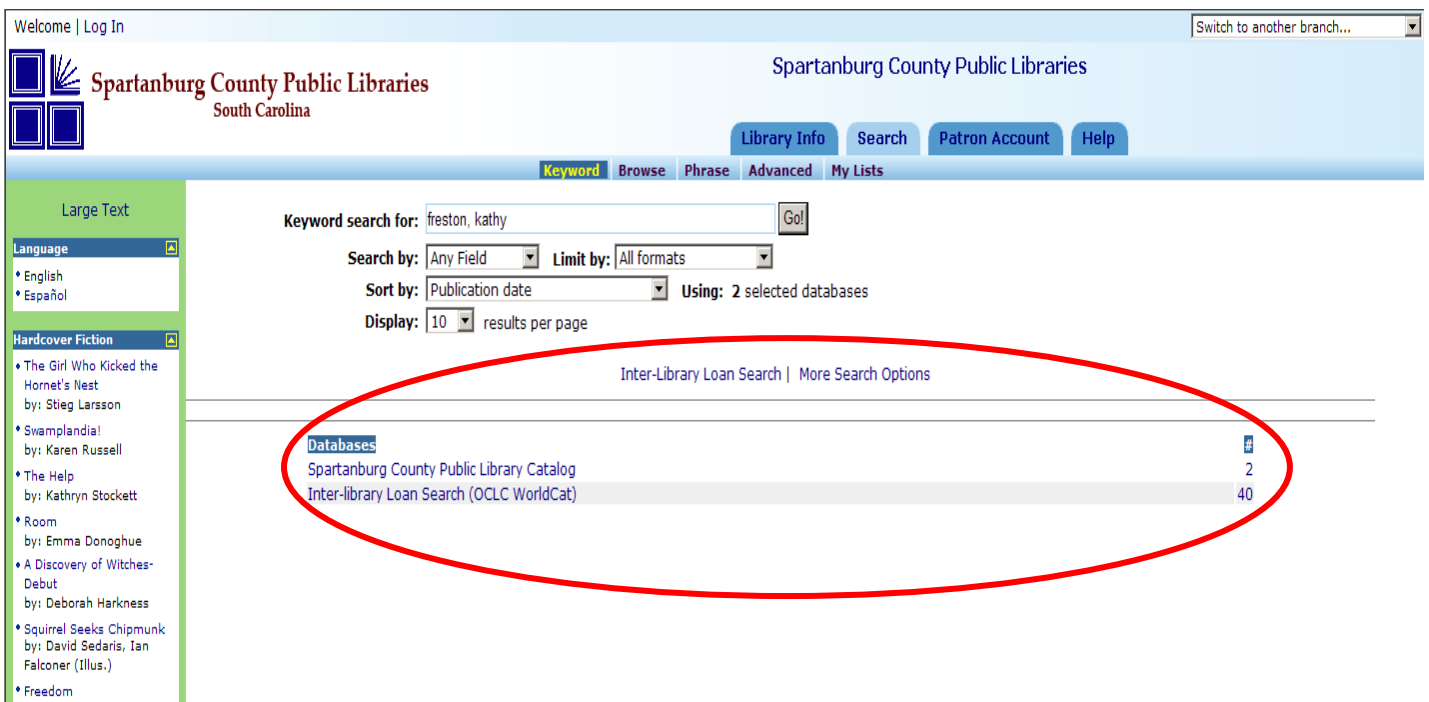 Welcome | Log In
Switch to another branch...
Spartanburg County Public Libraries
South Carolina
Spartanburg County Public Libraries
Library Info Search Patron Account Help
Keyword Browse Phrase Advanced My Lists
Large Text
Language
• English
• Español
Hardcover Fiction
• The Girl Who Kicked the
Hornet's Nest
by: Stieg Larsson
• Swamplandia!
by: Karen Russell
• The Help
by: Kathryn Stockett
• Room
by: Emma Donoghue
• A Discovery of Witches-
Debut
by: Deborah Harkness
• Squirrel Seeks Chipmunk
by: David Sedaris, Ian
Falconer (Illus.)
• Freedom
Keyword search for: freston, kathy Go!
Search by: Any Field Limit by: All formats
Sort by: Publication date Using: 2 selected databases
Display: 10 results per page
Inter-Library Loan Search | More Search Options
Databases #
Spartanburg County Public Library Catalog 2
Inter-library Loan Search (OCLC WorldCat) 40